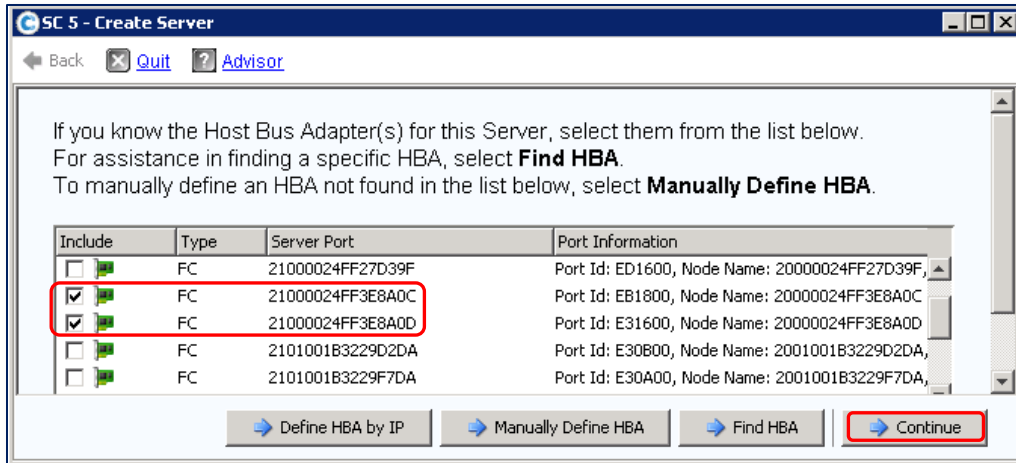 SC 5 - Create Server
Back Quit Advisor
If you know the Host Bus Adapter(s) for this Server, select them from the list below.
For assistance in finding a specific HBA, select Find HBA.
To manually define an HBA not found in the list below, select Manually Define HBA.
Include Type Server Port Port Information
FC 21000024FF27D39F Port Id: ED1600, Node Name: 20000024FF27D39F,
FC 21000024FF3E8A0C Port Id: EB1800, Node Name: 20000024FF3E8A0C
FC 21000024FF3E8A0D Port Id: E31600, Node Name: 20000024FF3E8A0D
FC 2101001B3229D2DA Port Id: E30B00, Node Name: 2001001B3229D2DA,
FC 2101001B3229F7DA Port Id: E30A00, Node Name: 2001001B3229F7DA,
Define HBA by IP Manually Define HBA Find HBA Continue